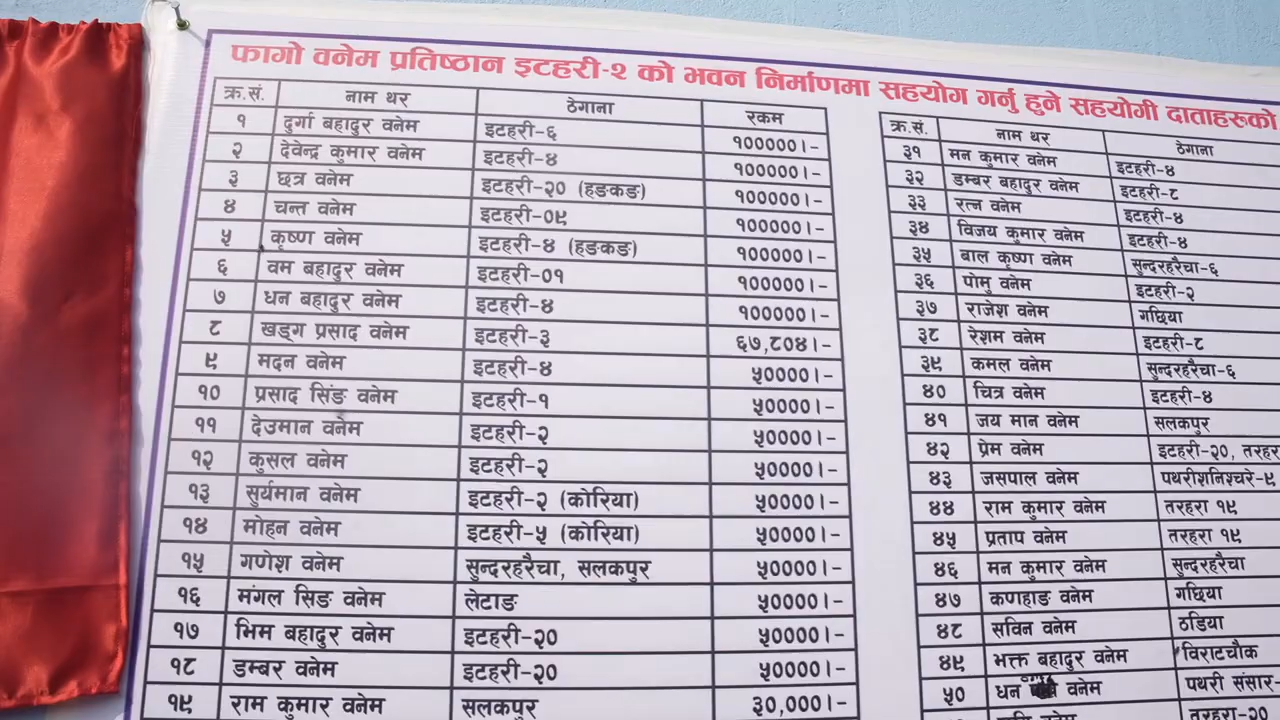 फागो वनेम प्रतिष्ठान इटहरी-२ को भवन निर्माणमा सहयोग गर्नु हुने सहयोगी दाताहरूको
क्र.सं. नाम थर ठेगाना रकम
१ दुर्गा बहादुर वनेम इटहरी-६ १०००००।-
२ देवेन्द्र कुमार वनेम इटहरी-४ १०००००।-
३ छत्र वनेम इटहरी-२० (हङकङ) १०००००।-
४ चन्त वनेम इटहरी-०९ १०००००।-
५ कृष्ण वनेम इटहरी-४ (हङकङ) १०००००।-
६ वम बहादुर वनेम इटहरी-०१ १०००००।-
७ धन बहादुर वनेम इटहरी-४ १०००००।-
८ खड्ग प्रसाद वनेम इटहरी-३ ६७,८०४।-
९ मदन वनेम इटहरी-४ ५००००।-
१० प्रसाद सिंङ वनेम इटहरी-१ ५००००।-
११ देउमान वनेम इटहरी-२ ५००००।-
१२ कुसल वनेम इटहरी-२ ५००००।-
१३ सुर्यमान वनेम इटहरी-२ (कोरिया) ५००००।-
१४ मोहन वनेम इटहरी-५ (कोरिया) ५००००।-
१५ गणेश वनेम सुन्दरहरैचा, सलकपुर ५००००।-
१६ मंगल सिङ वनेम लेटाङ ५००००।-
१७ भिम बहादुर वनेम इटहरी-२० ५००००।-
१८ डम्बर वनेम इटहरी-२० ५००००।-
१९ राम कुमार वनेम सलकपुर ३०,०००।-
क्र.सं. नाम थर ठेगाना
३१ मन कुमार वनेम इटहरी-४
३२ डम्बर बहादुर वनेम इटहरी-८
३३ रत्न वनेम इटहरी-४
३४ विजय कुमार वनेम इटहरी-४
३५ बाल कृष्ण वनेम सुन्दरहरैचा-६
३६ पोमु वनेम इटहरी-२
३७ राजेश वनेम गछिया
३८ रेशम वनेम इटहरी-८
३९ कमल वनेम सुन्दरहरैचा-६
४० चित्र वनेम इटहरी-४
४१ जय मान वनेम सलकपुर
४२ प्रेम वनेम इटहरी-२०, तरहर
४३ जसपाल वनेम पथरीशनिश्चरे-९
४४ राम कुमार वनेम तरहरा १९
४५ प्रताप वनेम तरहरा १९
४६ मन कुमार वनेम सुन्दरहरैचा
४७ कणहाङ वनेम गछिया
४८ सविन वनेम ठडिया
४९ भक्त बहादुर वनेम विराटचौक
५० धन वनेम पथरी संसार-
तरहरा-२०